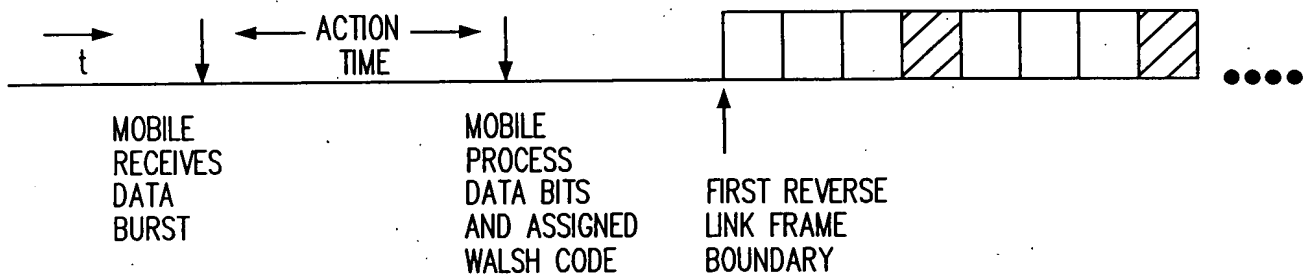 ACTION
TIME
t
MOBILE
RECEIVES
DATA
BURST
MOBILE
PROCESS
DATA BITS
AND ASSIGNED
WALSH CODE
FIRST REVERSE
LINK FRAME
BOUNDARY